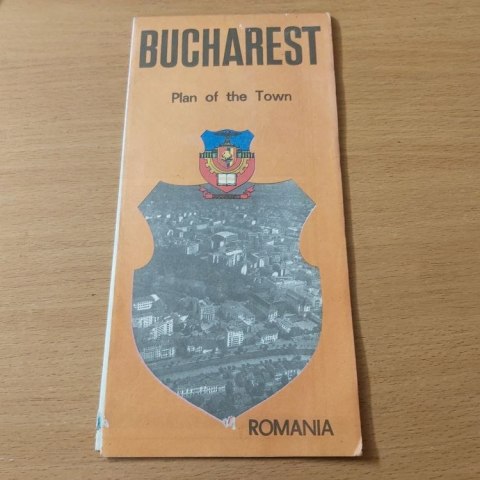 BUCHAREST
Plan of the Town
ROMANIA